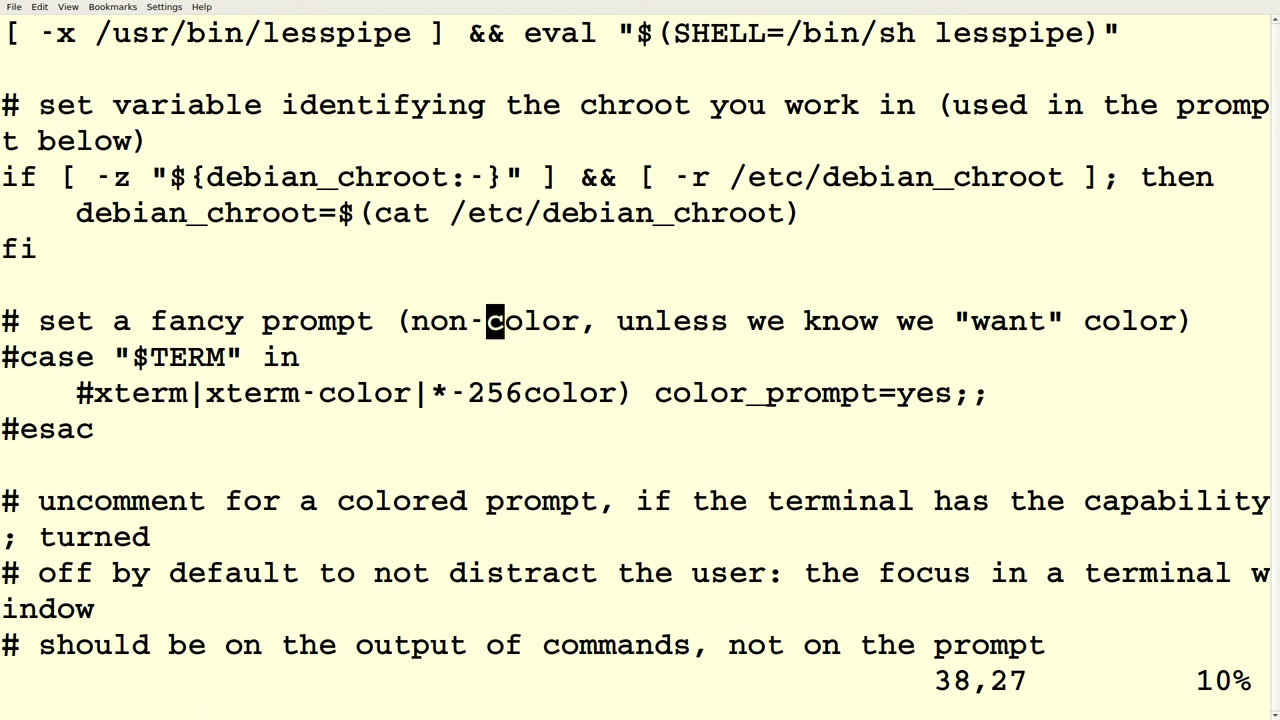 File Edit View Bookmarks Settings Help
[ -x /usr/bin/lesspipe ] && eval "$(SHELL=/bin/sh lesspipe)"
# set variable identifying the chroot you work in (used in the promp
t below)
if [ -z "${debian_chroot:-}" ] && [ -r /etc/debian_chroot ]; then
    debian_chroot=$(cat /etc/debian_chroot)
fi
# set a fancy prompt (non-color, unless we know we "want" color)
#case "$TERM" in
    #xterm|xterm-color|*-256color) color_prompt=yes;;
#esac
# uncomment for a colored prompt, if the terminal has the capability
; turned
# off by default to not distract the user: the focus in a terminal w
indow
# should be on the output of commands, not on the prompt
38,27 10%